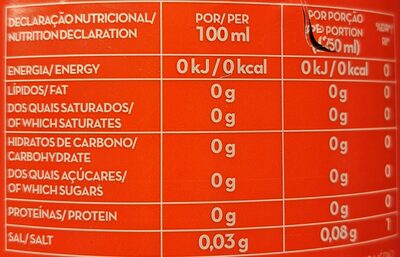 DECLARAÇÃO NUTRICIONAL/ POR/PER POR PORÇÃO
NUTRITION DECLARATION 100 ml PORTION
50 ml)
ENERGIA/ENERGY 0 kJ/0 kcal 0 kJ/0 kcal 0
LÍPIDOS/FAT 0 g 0 g 0
DOS QUAIS SATURADOS/
OF WHICH SATURATES 0 g 0 g 0
HIDRATOS DE CARBONO/
CARBOHYDRATE 0 g 0 g 0
DOS QUAIS AÇÚCARES/
OF WHICH SUGARS 0 g 0 g 0
PROTEÍNAS/PROTEIN 0 g 0 g 0
SAL/SALT 0,03 g 0,08 g 1